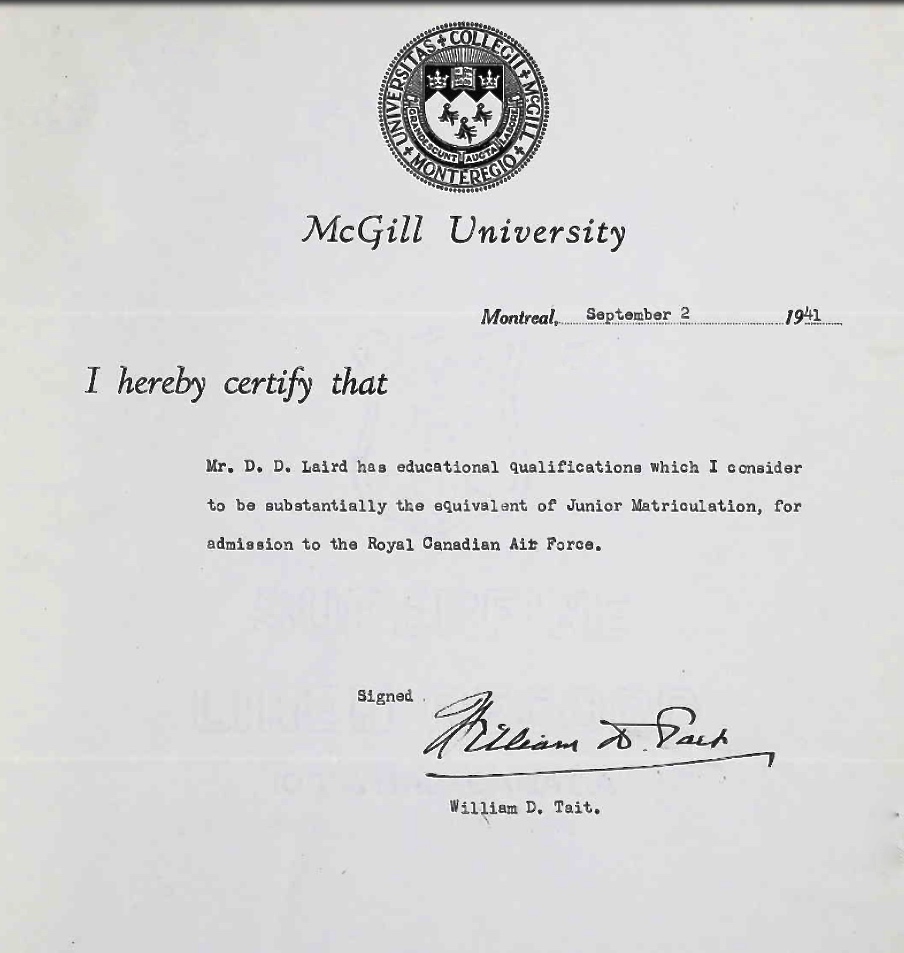 UNIVERSITAS + COLLEGII + McGILL + MONTEREGIO +
GRANDESCUNT AUCTA LABORE
McGill University
Montreal, September 2 1941
I hereby certify that
Mr. D. D. Laird has educational qualifications which I consider
to be substantially the equivalent of Junior Matriculation, for
admission to the Royal Canadian Air Force.
Signed
William D. Tait
William D. Tait.